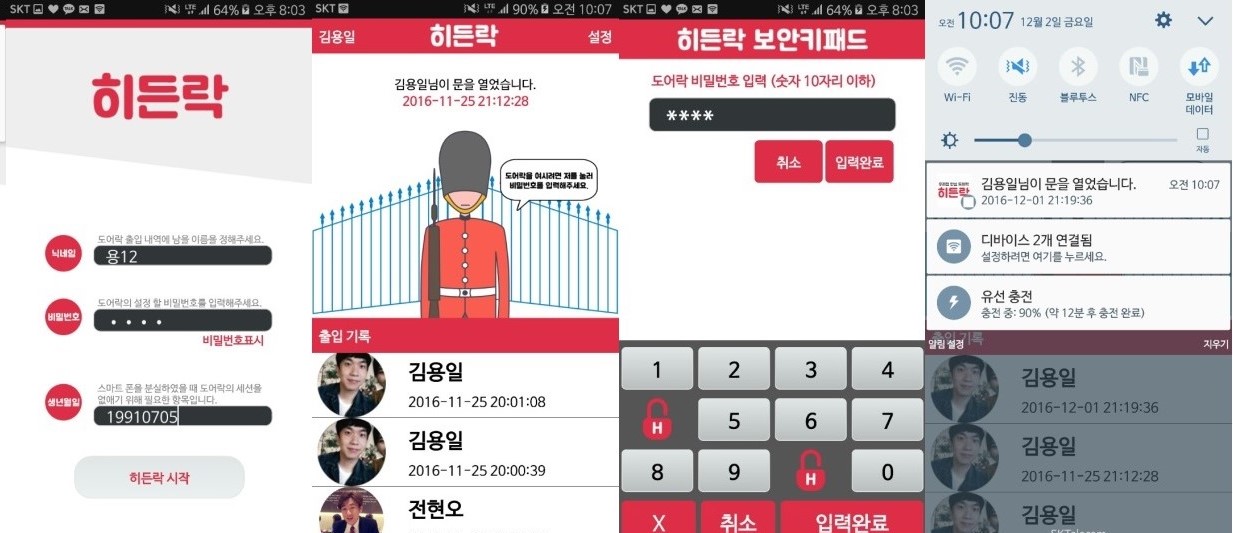 SKT LTE 64% 오후 8:03
히든락
닉네임
도어락 출입 내역에 남을 이름을 정해주세요.
용12
비밀번호
도어락의 설정 할 비밀번호를 입력해주세요.
• • • •
비밀번호표시
생년월일
스마트 폰을 분실하였을 때 도어락의 세션을
없애기 위해 필요한 항목입니다.
19910705
히든락 시작
SKT LTE 90% 오전 10:07
김용일 히든락 설정
김용일님이 문을 열었습니다.
2016-11-25 21:12:28
도어락을 여시려면 저를 눌러
비밀번호를 입력해주세요.
출입 기록
김용일
2016-11-25 20:01:08
김용일
2016-11-25 20:00:39
전현오
SKT LTE 64% 오후 8:03
히든락 보안키패드
도어락 비밀번호 입력 (숫자 10자리 이하)
****
취소 입력완료
1 2 3 4
H 5 6 7
8 9 H 0
X 취소 입력완료
오전 10:07 12월 2일 금요일
Wi-Fi 진동 블루투스 NFC 모바일
데이터
자동
히든락
김용일님이 문을 열었습니다. 오전 10:07
2016-12-01 21:19:36
디바이스 2개 연결됨
설정하려면 여기를 누르세요.
유선 충전
충전 중: 90% (약 12분 후 충전 완료)
출입 기록
알림 설정 지우기
김용일
2016-12-01 21:19:36
김용일
2016-11-25 21:12:28
김용일
SKTelecom